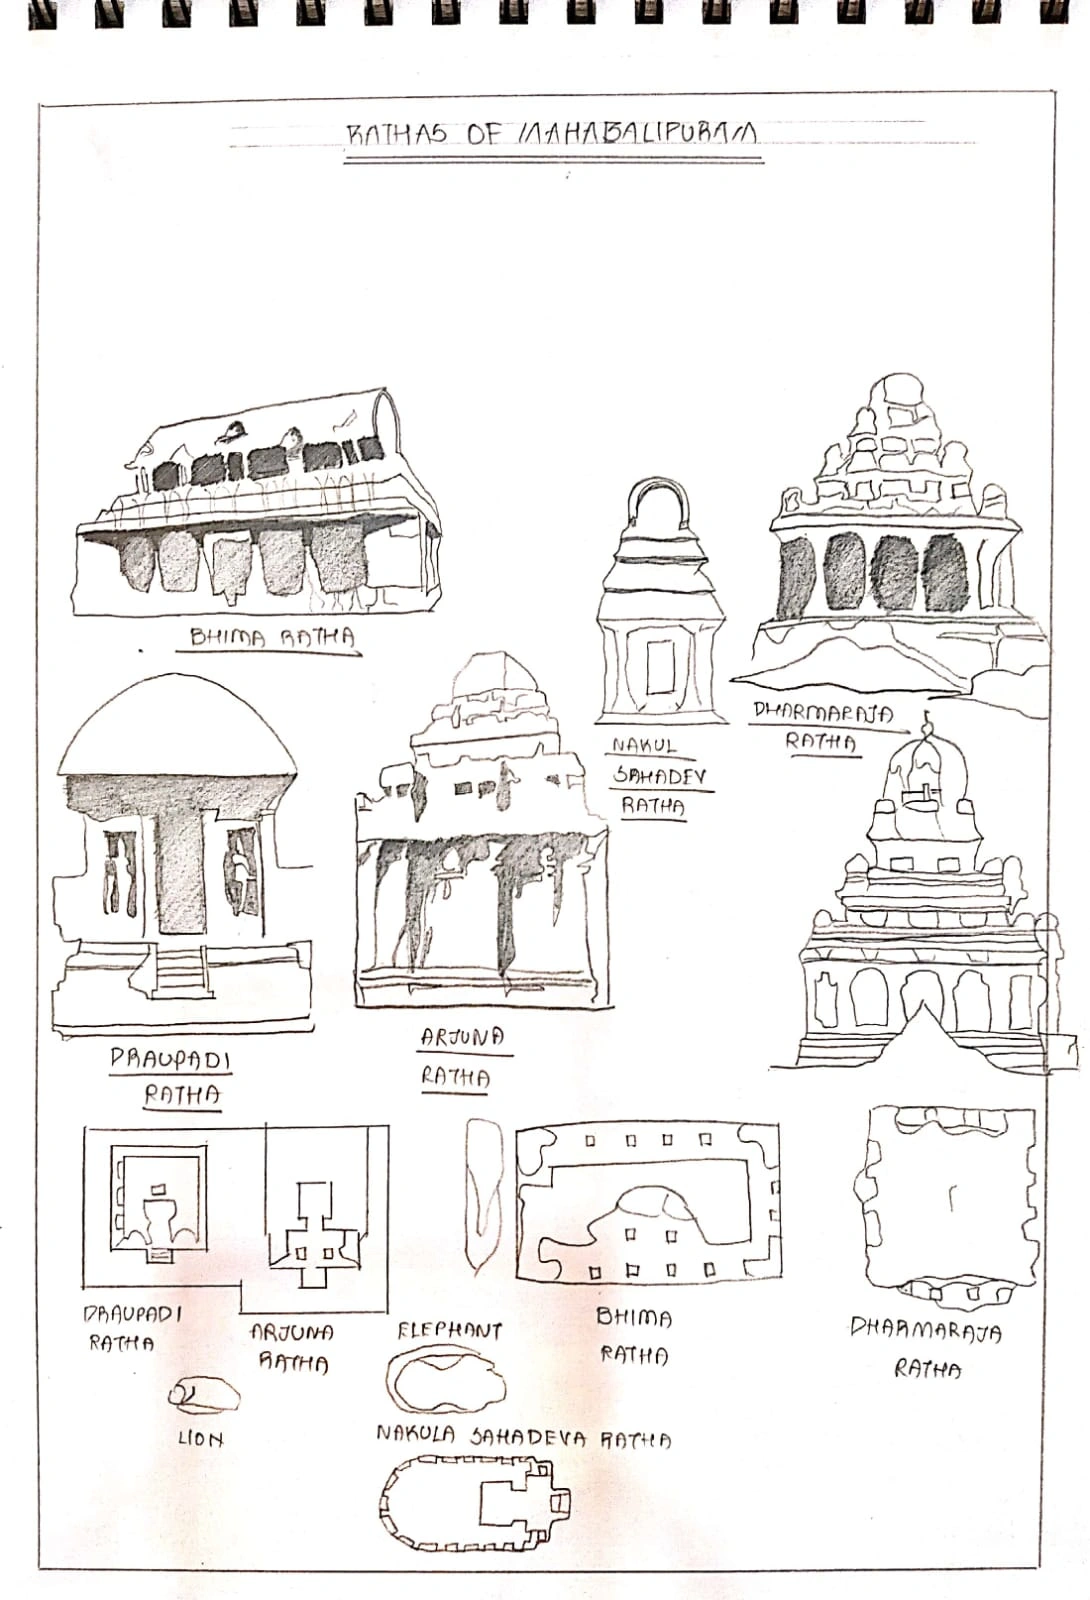 RATHAS OF MAHABALIPURAM
BHIMA RATHA
NAKUL
SAHADEV
RATHA
DHARMARAJA
RATHA
DRAUPADI
RATHA
ARJUNA
RATHA
DRAUPADI
RATHA
ARJUNA
RATHA
ELEPHANT
BHIMA
RATHA
DHARMARAJA
RATHA
LION
NAKULA SAHADEVA RATHA